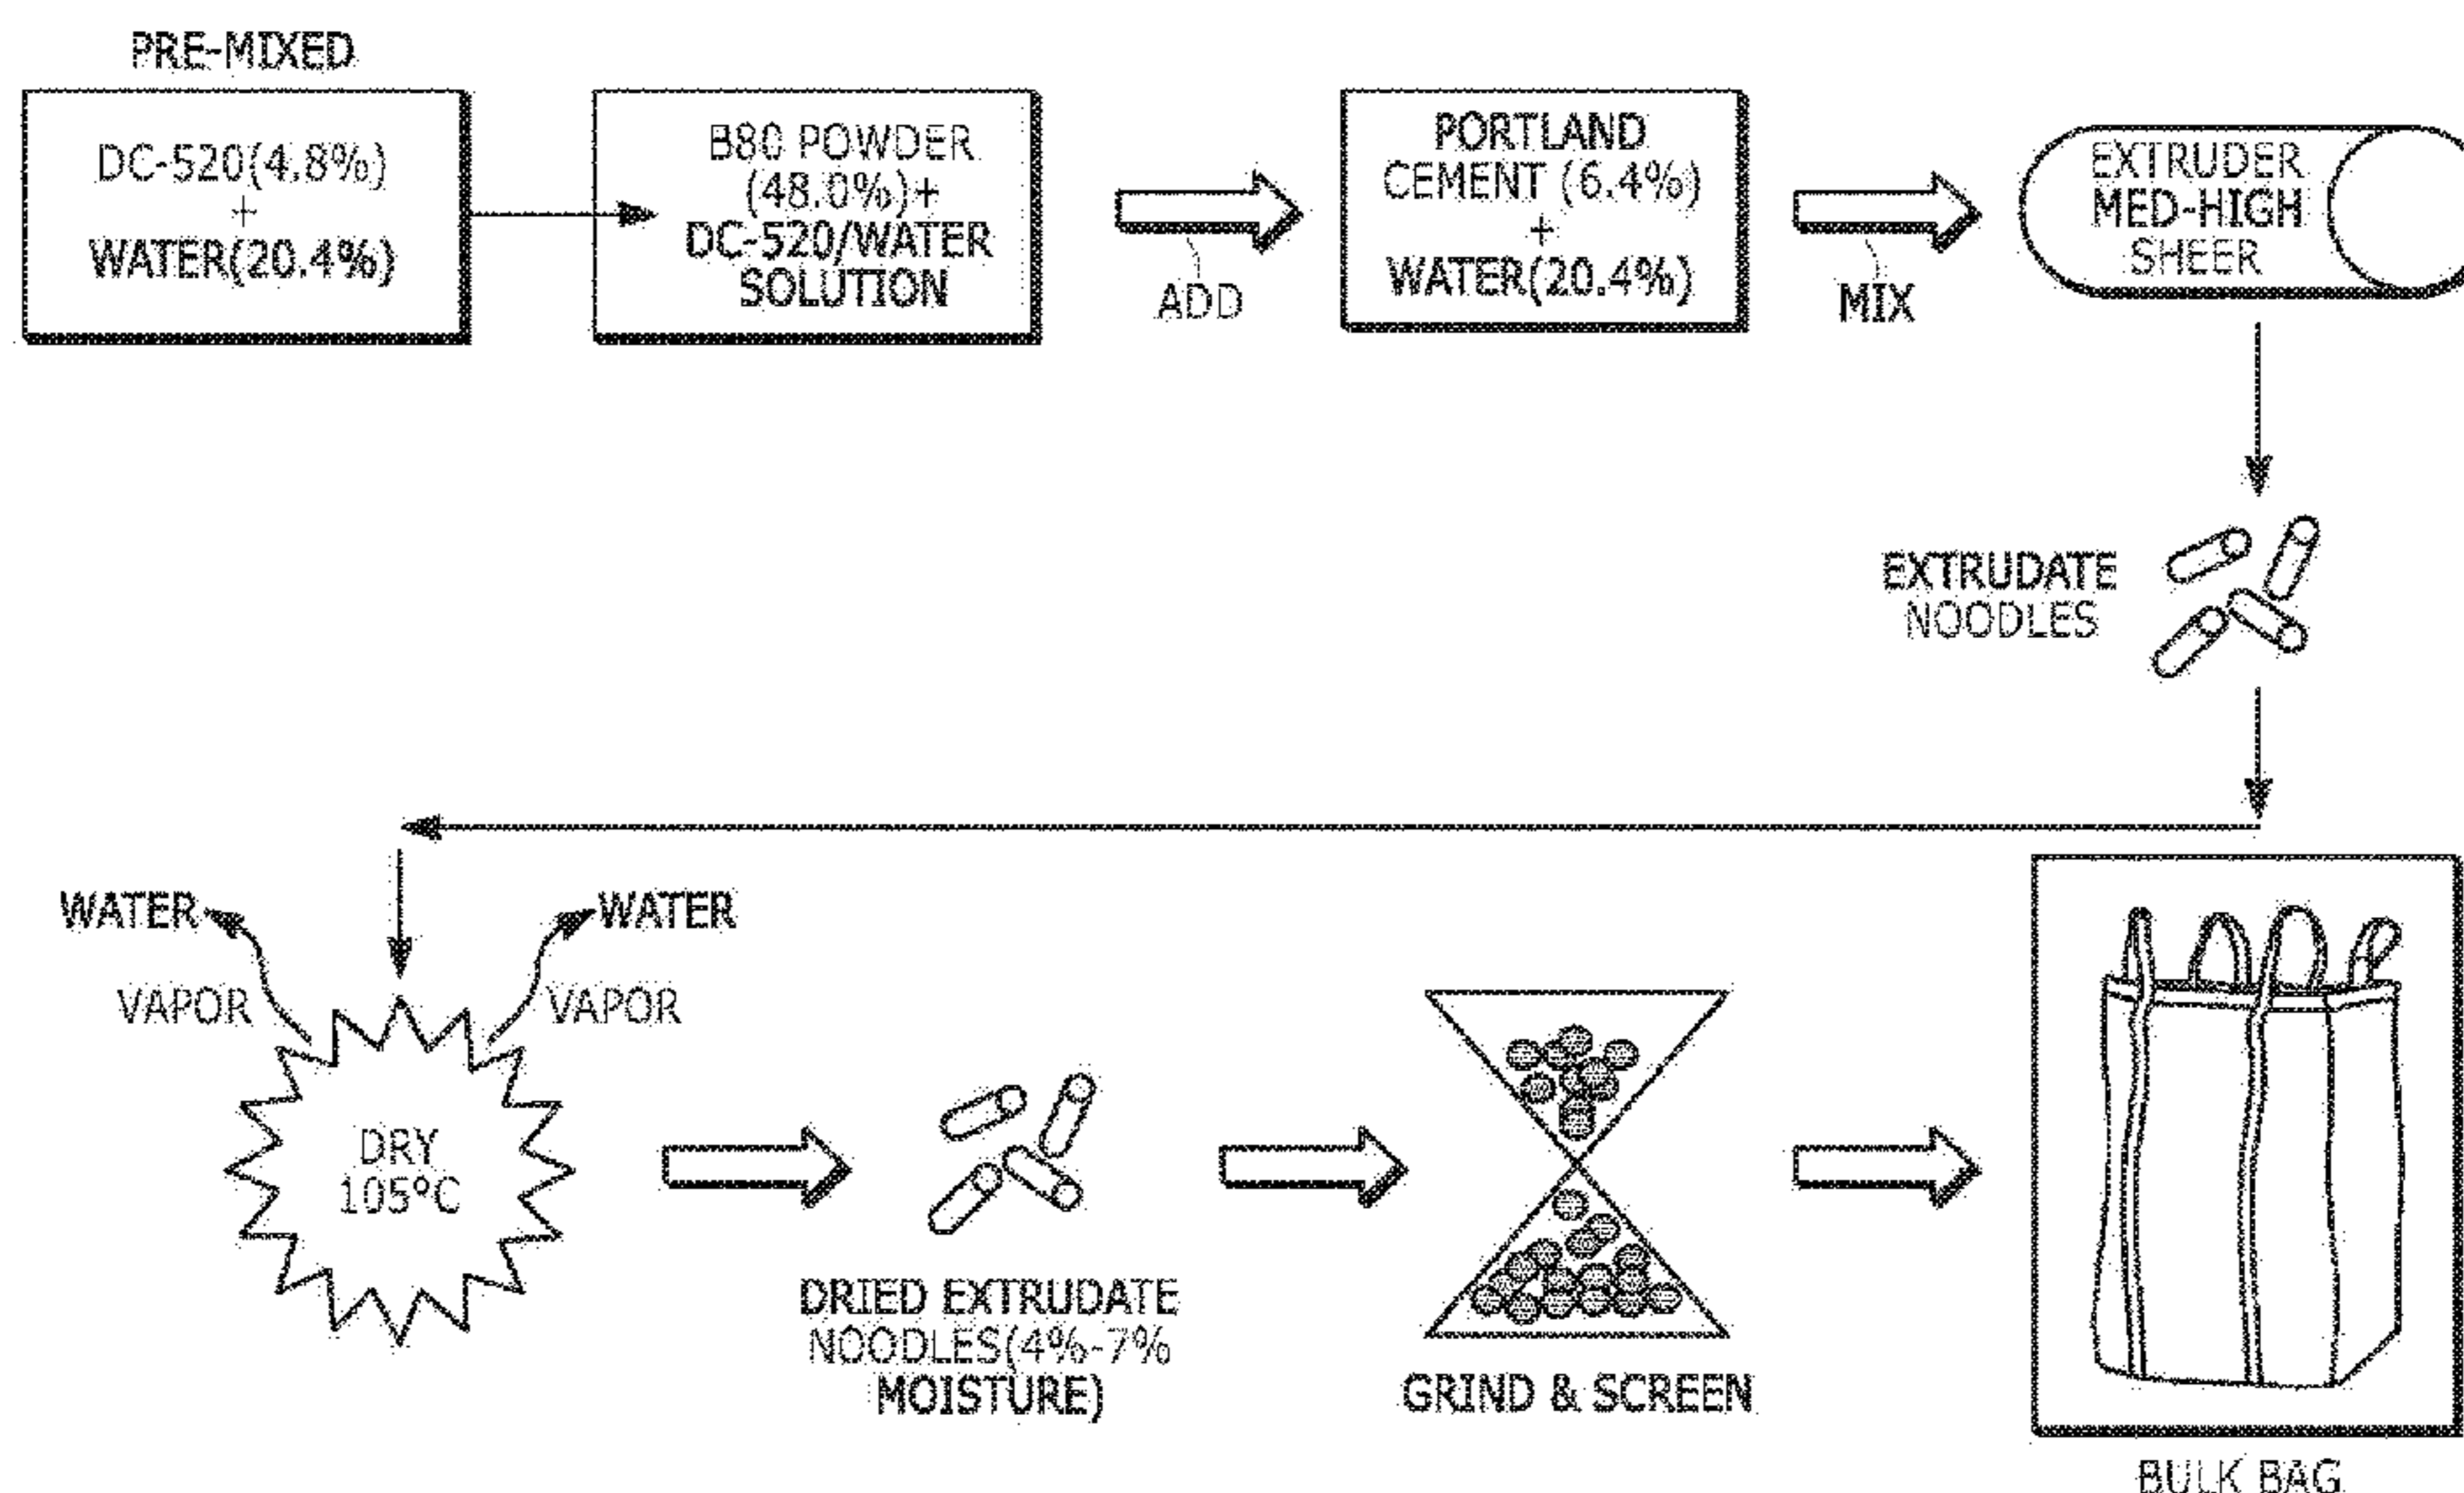 PRE-MIXED
DC-520(4.8%)
+
WATER(20.4%)
B80 POWDER
(48.0%)+
DC-520/WATER
SOLUTION
ADD
PORTLAND
CEMENT (6.4%)
+
WATER(20.4%)
MIX
EXTRUDER
MED-HIGH
SHEER
EXTRUDATE
NOODLES
WATER
VAPOR
WATER
VAPOR
DRY
105°C
DRIED EXTRUDATE
NOODLES(4%-7%
MOISTURE)
GRIND & SCREEN
BULK BAG